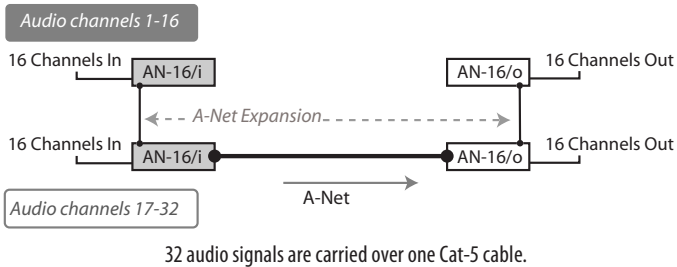 Audio channels 1-16
16 Channels In
AN-16/i
AN-16/o
16 Channels Out
A-Net Expansion
16 Channels In
AN-16/i
AN-16/o
16 Channels Out
A-Net
Audio channels 17-32
32 audio signals are carried over one Cat-5 cable.